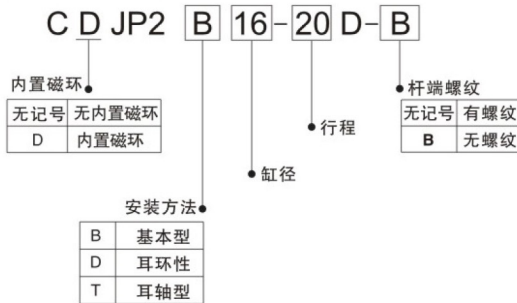 C D JP2 B 16-20 D-B
内置磁环
无记号 无内置磁环
D 内置磁环
杆端螺纹
无记号 有螺纹
B 无螺纹
行程
缸径
安装方法
B 基本型
D 耳环性
T 耳轴型